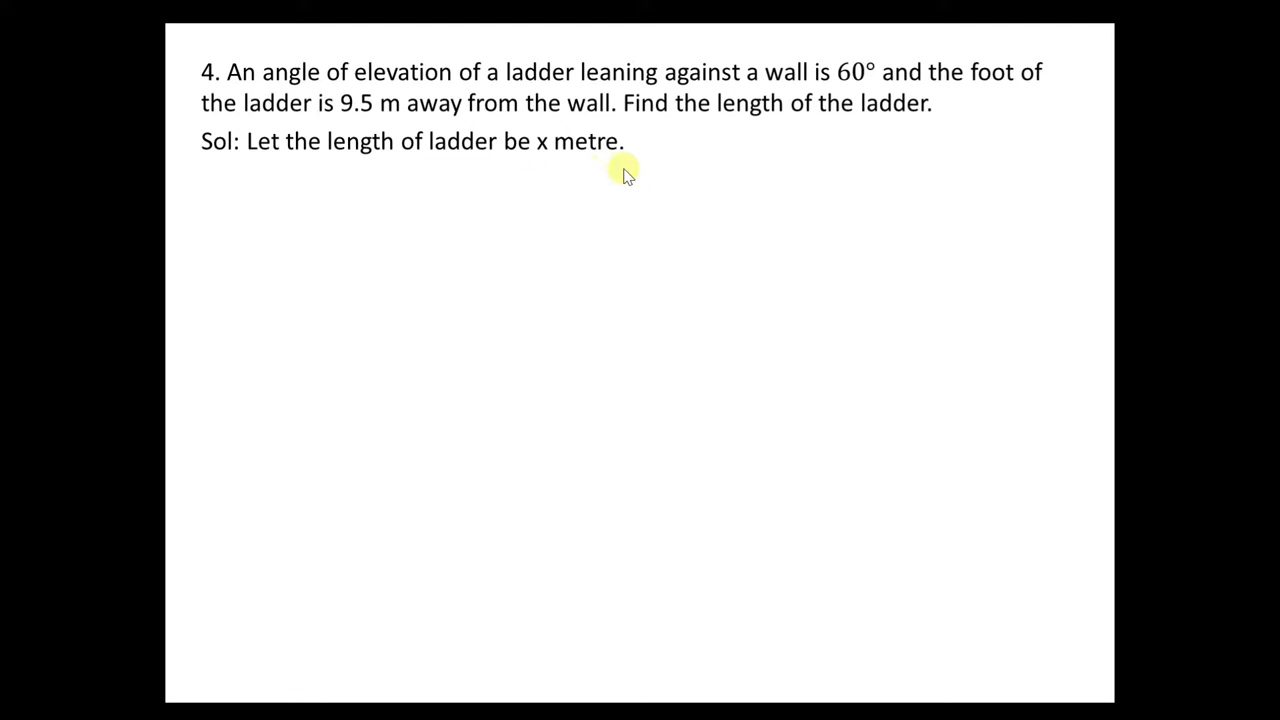 4. An angle of elevation of a ladder leaning against a wall is 60° and the foot of
the ladder is 9.5 m away from the wall. Find the length of the ladder.
Sol: Let the length of ladder be x metre.